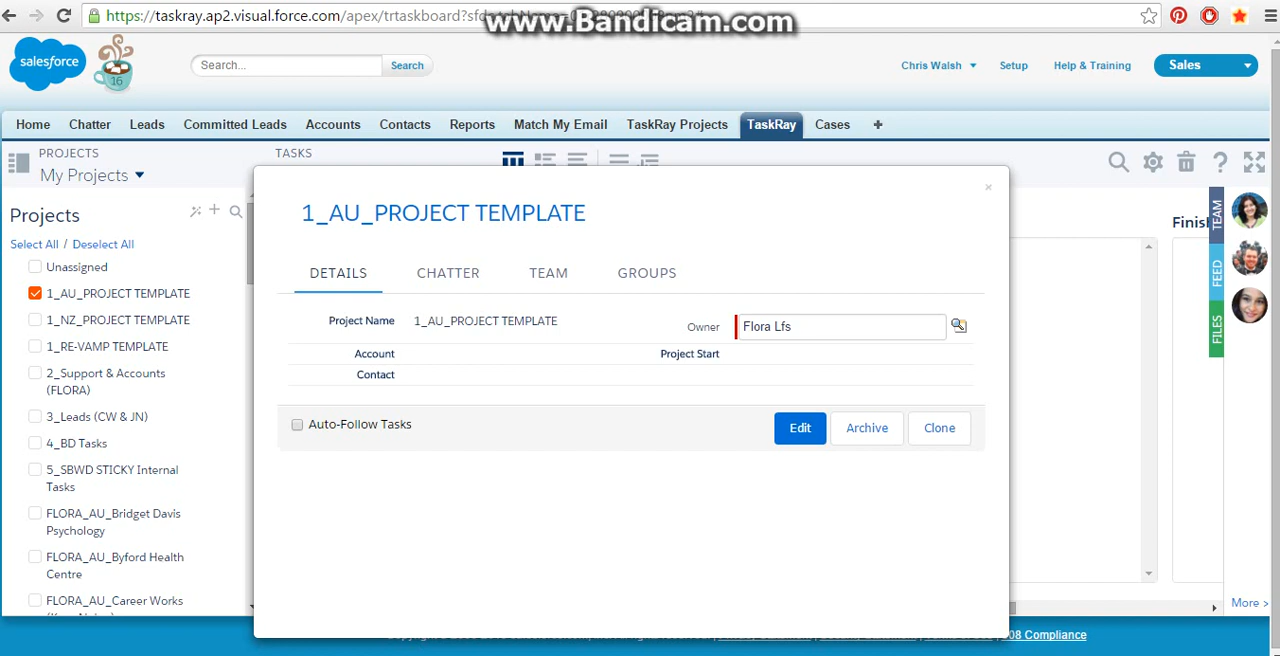 https://taskray.ap2.visual.force.com/apex/trtaskboard?sfd
www.Bandicam.com
salesforce
16
Search...
Search
Chris Walsh
Setup
Help & Training
Sales
Home
Chatter
Leads
Committed Leads
Accounts
Contacts
Reports
Match My Email
TaskRay Projects
TaskRay
Cases
PROJECTS
My Projects
TASKS
Projects
Select All / Deselect All
Unassigned
1_AU_PROJECT TEMPLATE
1_NZ_PROJECT TEMPLATE
1_RE-VAMP TEMPLATE
2_Support & Accounts
(FLORA)
3_Leads (CW & JN)
4_BD Tasks
5_SBWD STICKY Internal
Tasks
FLORA_AU_Bridget Davis
Psychology
FLORA_AU_Byford Health
Centre
FLORA_AU_Career Works
1_AU_PROJECT TEMPLATE
×
DETAILS
CHATTER
TEAM
GROUPS
Project Name
1_AU_PROJECT TEMPLATE
Owner
Flora Lfs
Account
Project Start
Contact
Auto-Follow Tasks
Edit
Archive
Clone
Finis
TEAM
FEED
FILES
More >
08 Compliance